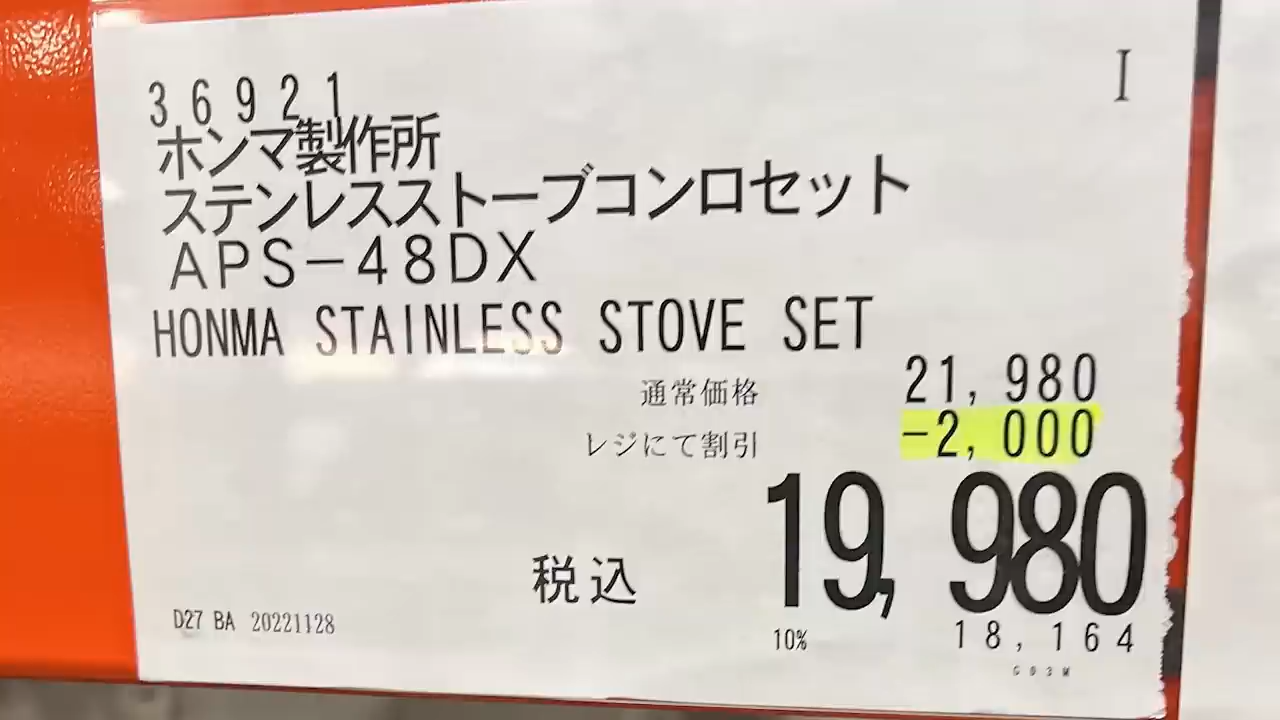 I
36921
ホンマ製作所
ステンレスストーブコンロセット
APS-48DX
HONMA STAINLESS STOVE SET
通常価格 21,980
レジにて割引 -2,000
税込 19,980
10% 18,164
D27 BA 20221128